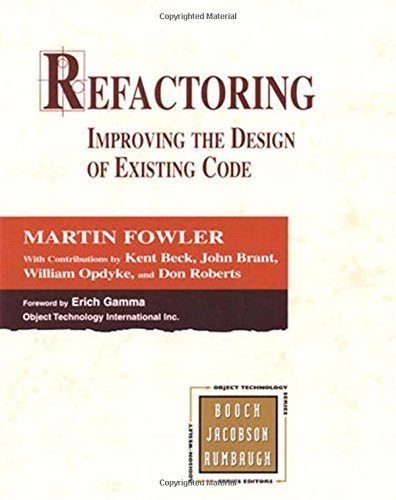 Copyrighted Material
REFACTORING
IMPROVING THE DESIGN
OF EXISTING CODE
MARTIN FOWLER
With Contributions by Kent Beck, John Brant,
William Opdyke, and Don Roberts
Foreword by Erich Gamma
Object Technology International Inc.
OBJECT TECHNOLOGY
SERIES
ADDISON-WESLEY
BOOCH
JACOBSON
RUMBAUGH
SERIES EDITORS
Copyrighted Material